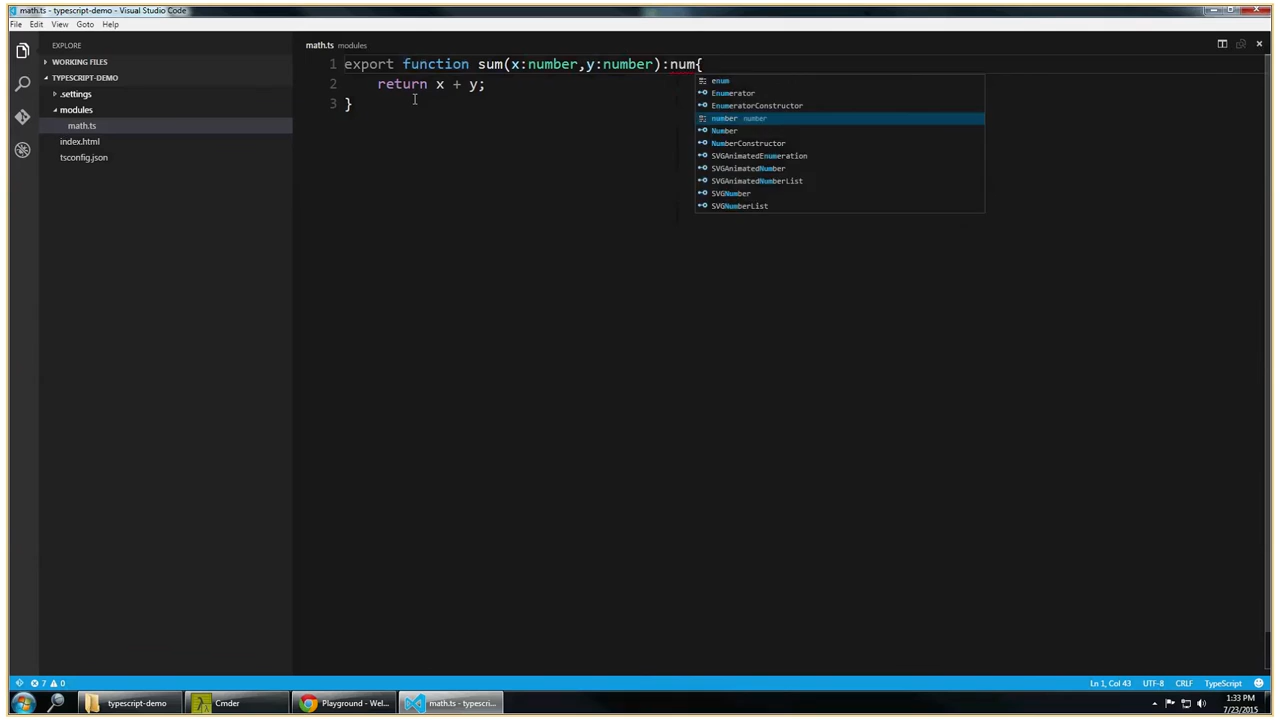 math.ts - typescript-demo - Visual Studio Code
File Edit View Goto Help
EXPLORE
WORKING FILES
TYPESCRIPT-DEMO
.settings
modules
math.ts
index.html
tsconfig.json
math.ts modules
1 export function sum(x:number,y:number):num{
2 return x + y;
3 }
enum
Enumerator
EnumeratorConstructor
number number
Number
NumberConstructor
SVGAnimatedEnumeration
SVGAnimatedNumber
SVGAnimatedNumberList
SVGNumber
SVGNumberList
7 0 Ln 1, Col 43 UTF-8 CRLF TypeScript
typescript-demo Cmder Playground - Wel... math.ts - typescri... 1:33 PM
7/23/2015